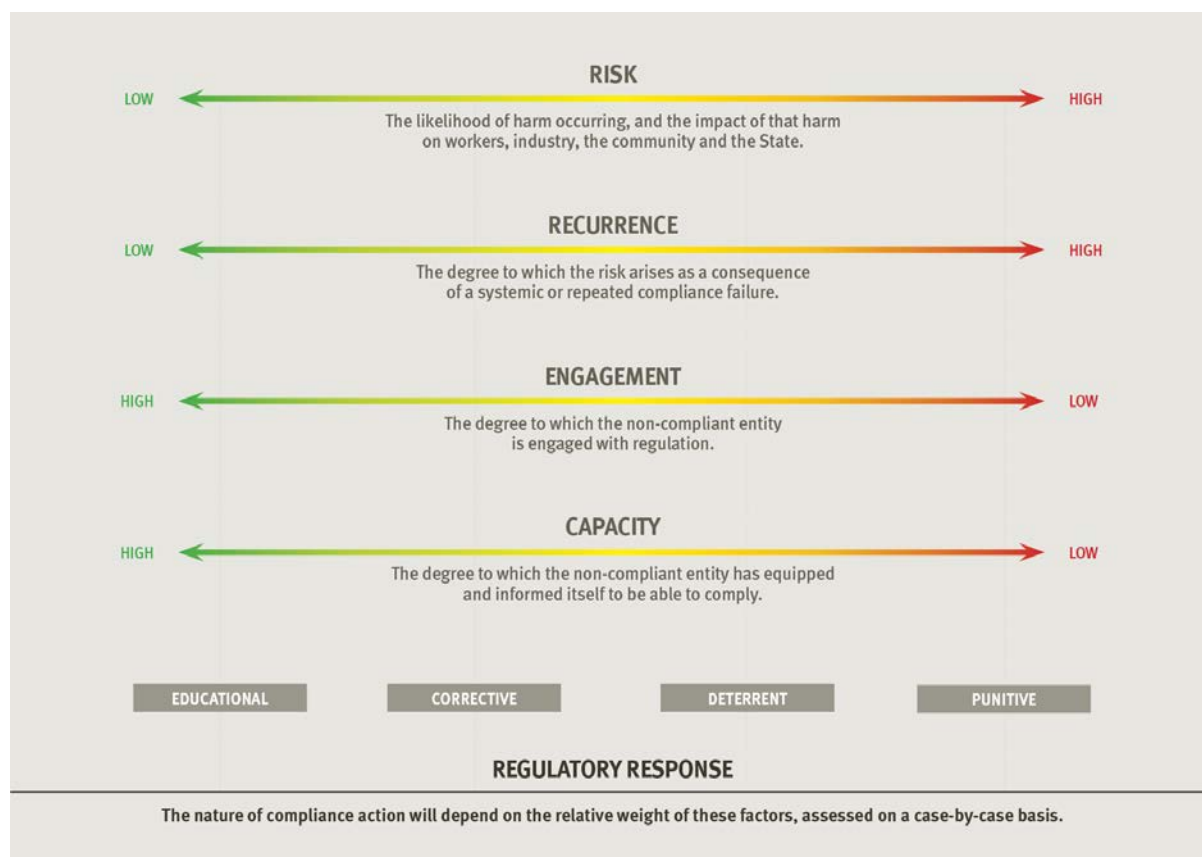 RISK
LOW
HIGH
The likelihood of harm occurring, and the impact of that harm
on workers, industry, the community and the State.
RECURRENCE
LOW
HIGH
The degree to which the risk arises as a consequence
of a systemic or repeated compliance failure.
ENGAGEMENT
HIGH
LOW
The degree to which the non-compliant entity
is engaged with regulation.
CAPACITY
HIGH
LOW
The degree to which the non-compliant entity has equipped
and informed itself to be able to comply.
EDUCATIONAL
CORRECTIVE
DETERRENT
PUNITIVE
REGULATORY RESPONSE
The nature of compliance action will depend on the relative weight of these factors, assessed on a case-by-case basis.